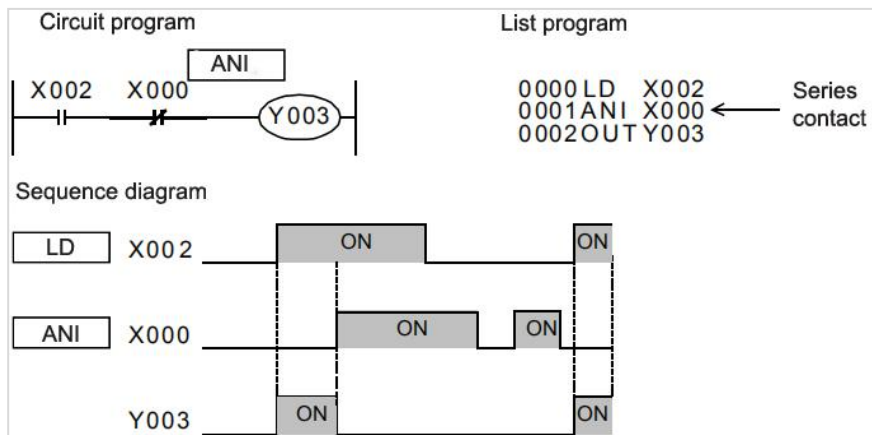 Circuit program
ANI
X002 X000
Y003
List program
0000 LD X002
0001 ANI X000
0002 OUT Y003
Series
contact
Sequence diagram
LD X002 ON ON
ANI X000 ON ON
Y003 ON ON